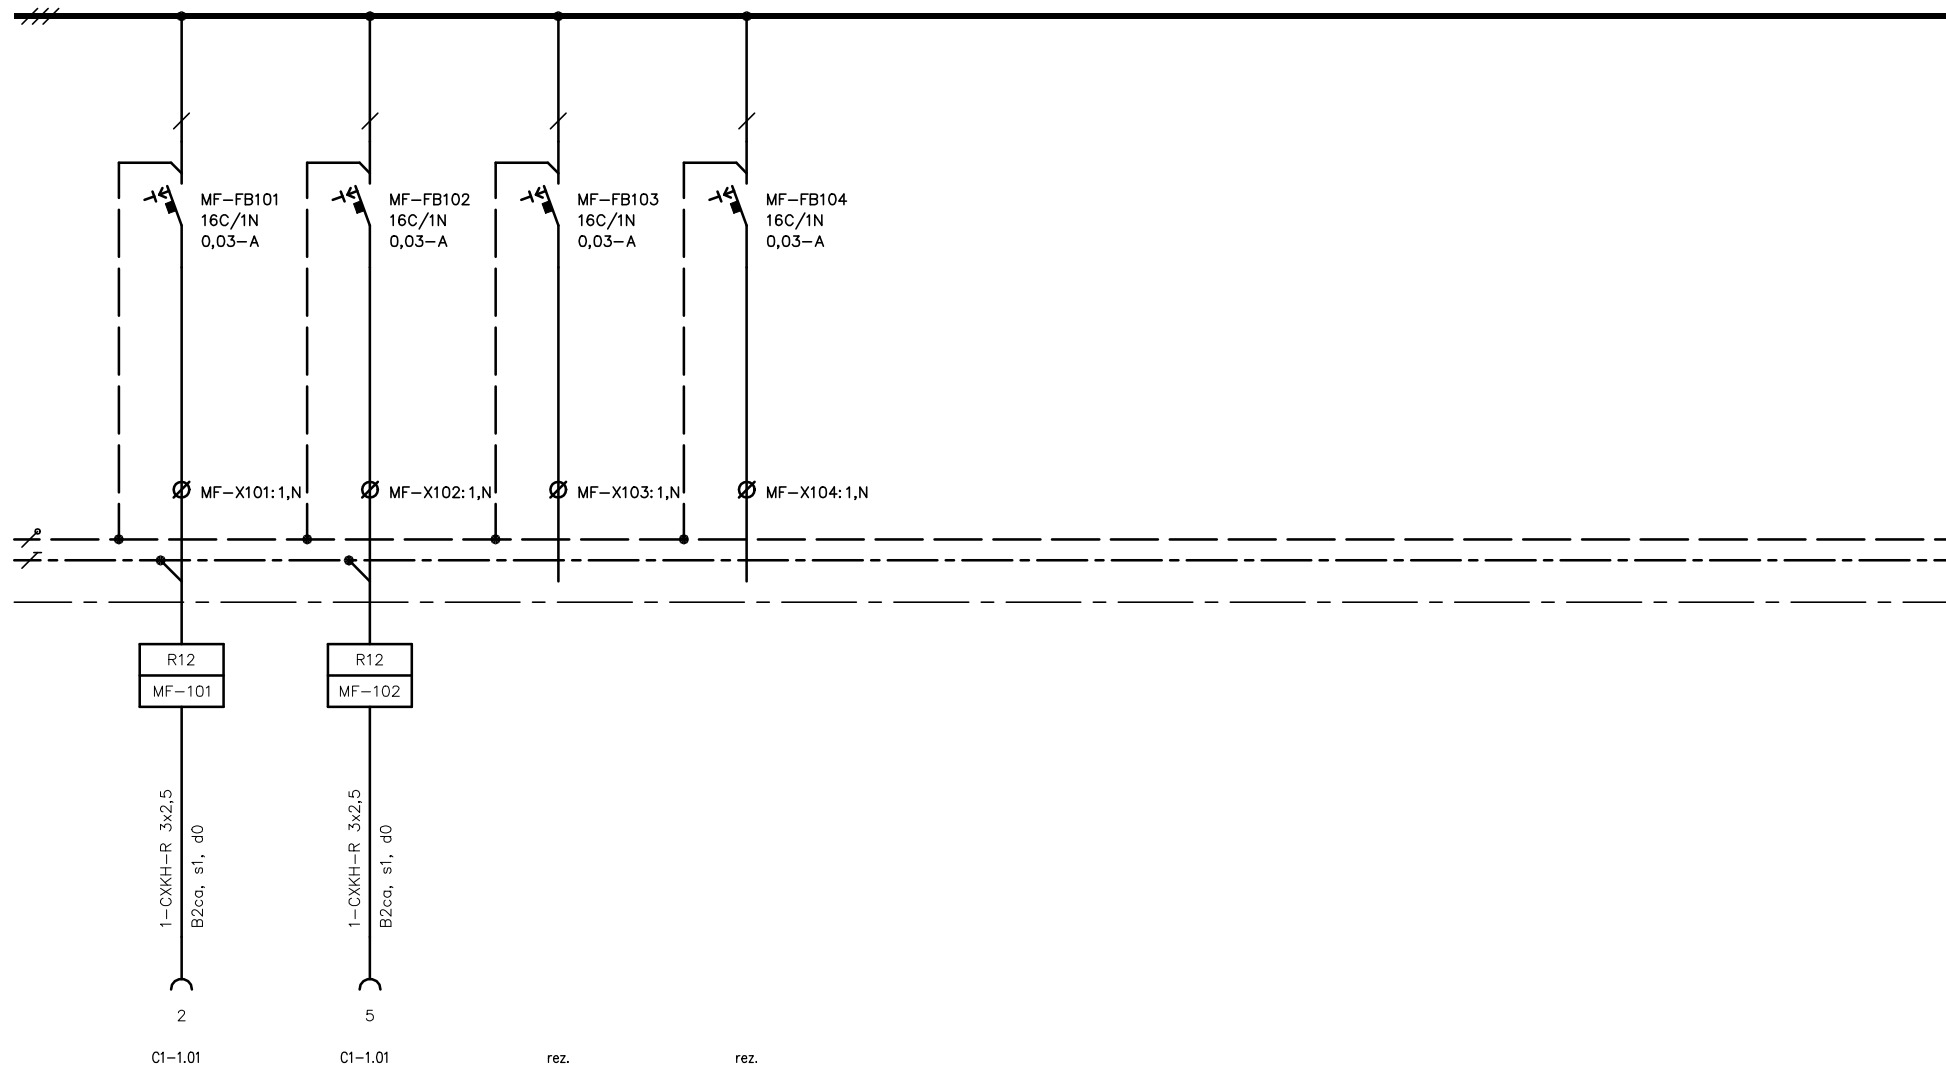 MF-FB101
16C/1N
0,03-A
MF-FB102
16C/1N
0,03-A
MF-FB103
16C/1N
0,03-A
MF-FB104
16C/1N
0,03-A
MF-X101:1,N
MF-X102:1,N
MF-X103:1,N
MF-X104:1,N
R12
MF-101
R12
MF-102
1-CXKH-R 3x2,5
B2ca, s1, d0
1-CXKH-R 3x2,5
B2ca, s1, d0
2
5
C1-1.01
C1-1.01
rez.
rez.